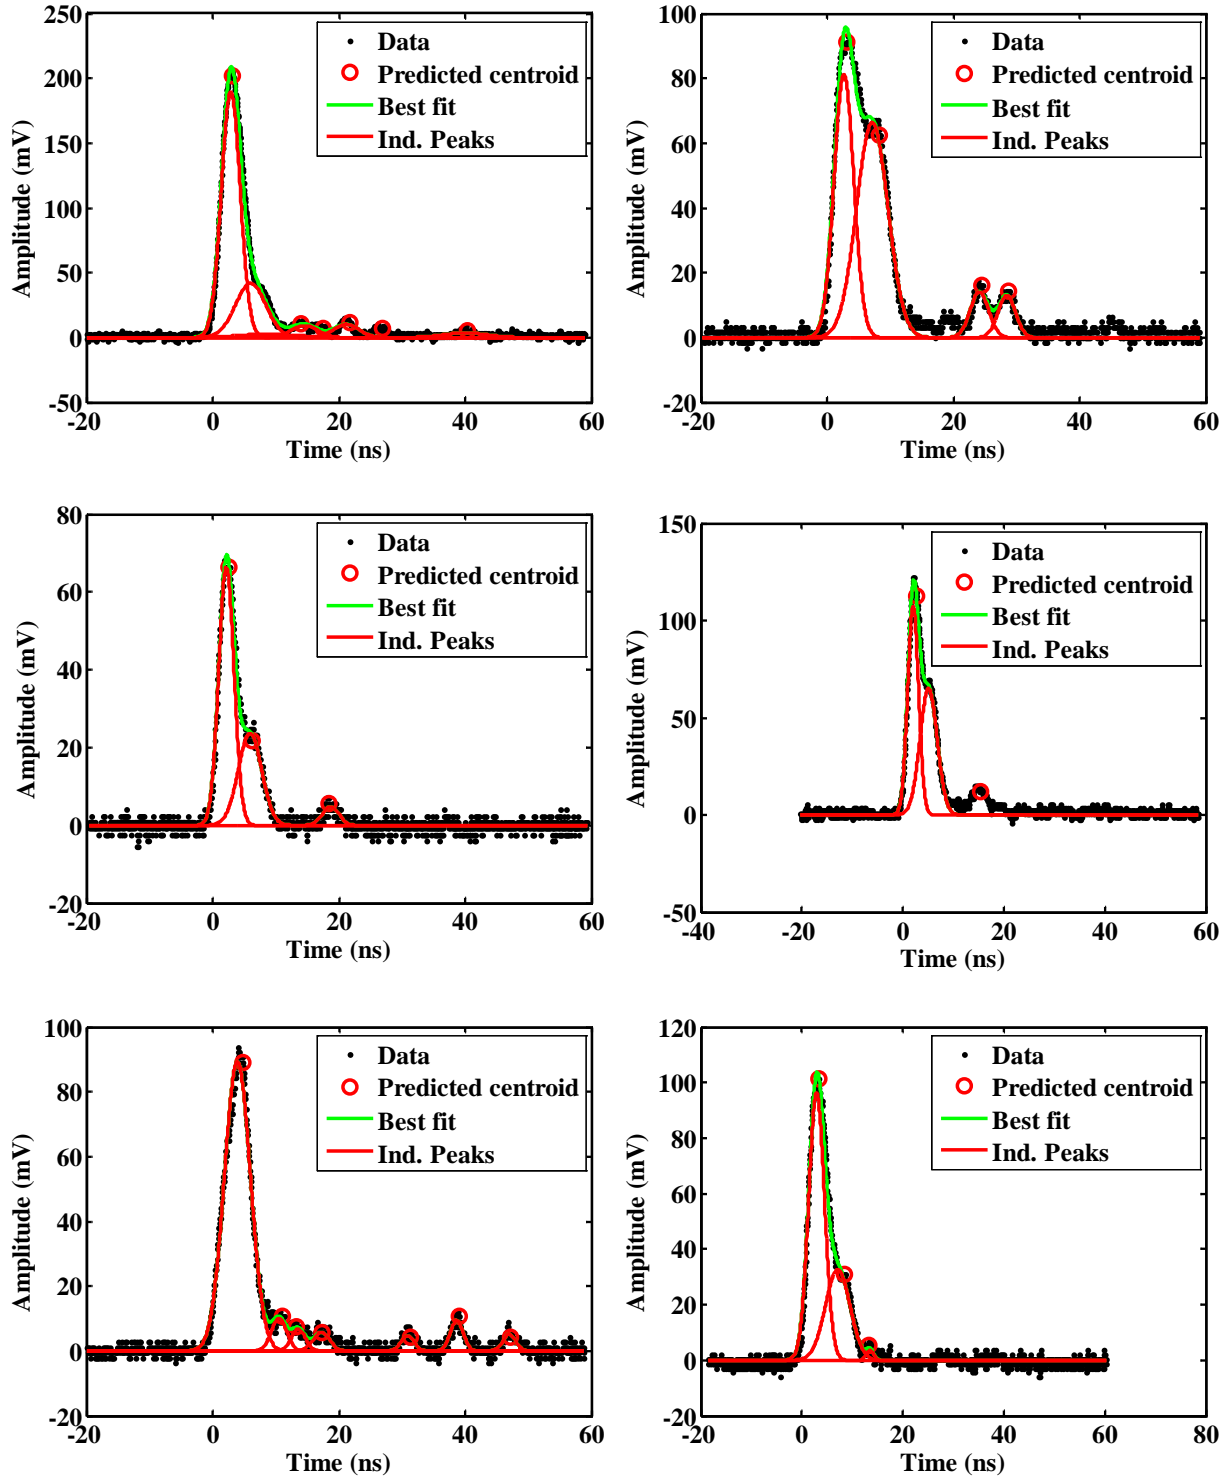 250
200
150
100
50
0
-50
-20 0 20 40 60
Time (ns)
Amplitude (mV)
Data
Predicted centroid
Best fit
Ind. Peaks
100
80
60
40
20
0
-20
-20 0 20 40 60
Time (ns)
Amplitude (mV)
Data
Predicted centroid
Best fit
Ind. Peaks
80
60
40
20
0
-20
-20 0 20 40 60
Time (ns)
Amplitude (mV)
Data
Predicted centroid
Best fit
Ind. Peaks
150
100
50
0
-50
-40 -20 0 20 40 60
Time (ns)
Amplitude (mV)
Data
Predicted centroid
Best fit
Ind. Peaks
100
80
60
40
20
0
-20
-20 0 20 40 60
Time (ns)
Amplitude (mV)
Data
Predicted centroid
Best fit
Ind. Peaks
120
100
80
60
40
20
0
-20
-20 0 20 40 60 80
Time (ns)
Amplitude (mV)
Data
Predicted centroid
Best fit
Ind. Peaks